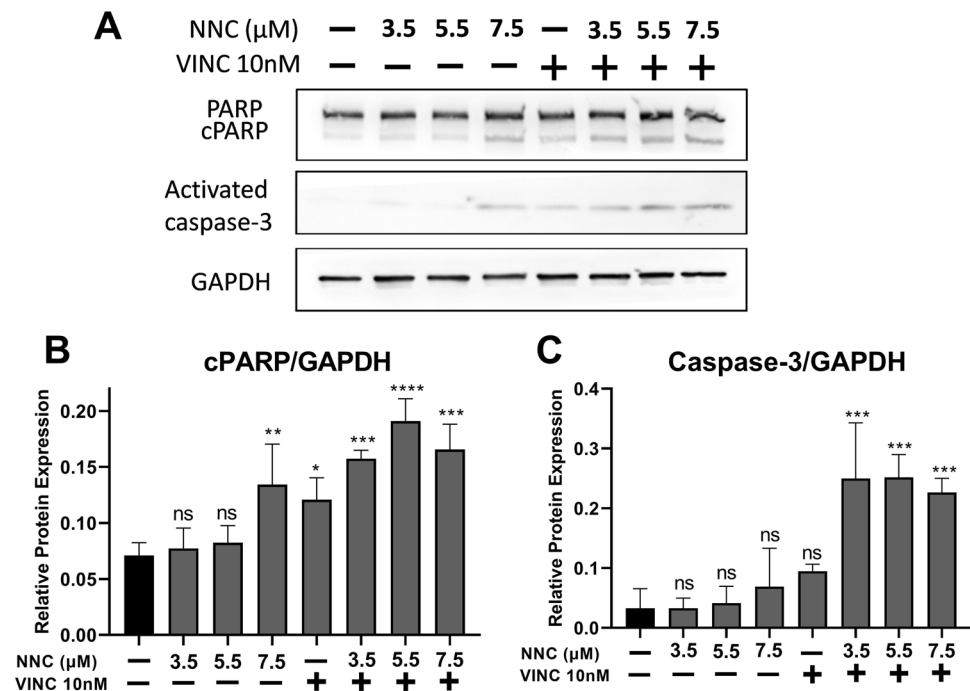 A
NNC (µM) — 3.5 5.5 7.5 — 3.5 5.5 7.5
VINC 10nM — — — — + + + +
PARP
cPARP
Activated
caspase-3
GAPDH
B
cPARP/GAPDH
Relative Protein Expression
0.20
0.15
0.10
0.05
0.00
ns ns ** * *** **** ***
NNC (µM) — 3.5 5.5 7.5 — 3.5 5.5 7.5
VINC 10nM — — — — + + + +
C
Caspase-3/GAPDH
Relative Protein Expression
0.4
0.3
0.2
0.1
0.0
ns ns ns ns *** *** ***
NNC (µM) — 3.5 5.5 7.5 — 3.5 5.5 7.5
VINC 10nM — — — — + + + +